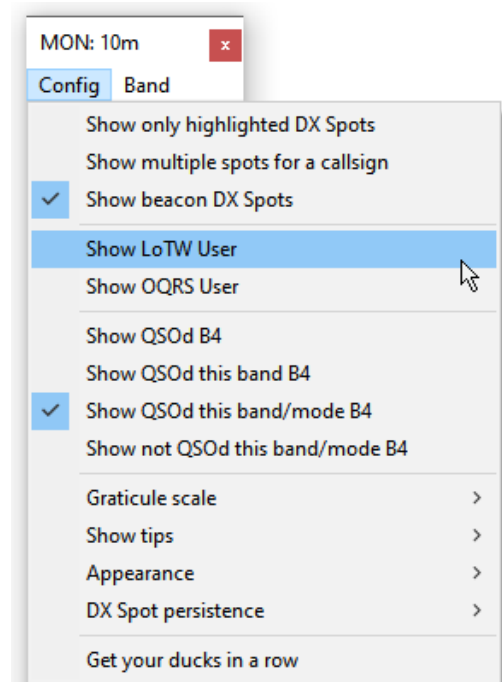 MON: 10m x
Config Band
Show only highlighted DX Spots
Show multiple spots for a callsign
Show beacon DX Spots
Show LoTW User
Show OQRS User
Show QSOd B4
Show QSOd this band B4
Show QSOd this band/mode B4
Show not QSOd this band/mode B4
Graticule scale
Show tips
Appearance
DX Spot persistence
Get your ducks in a row